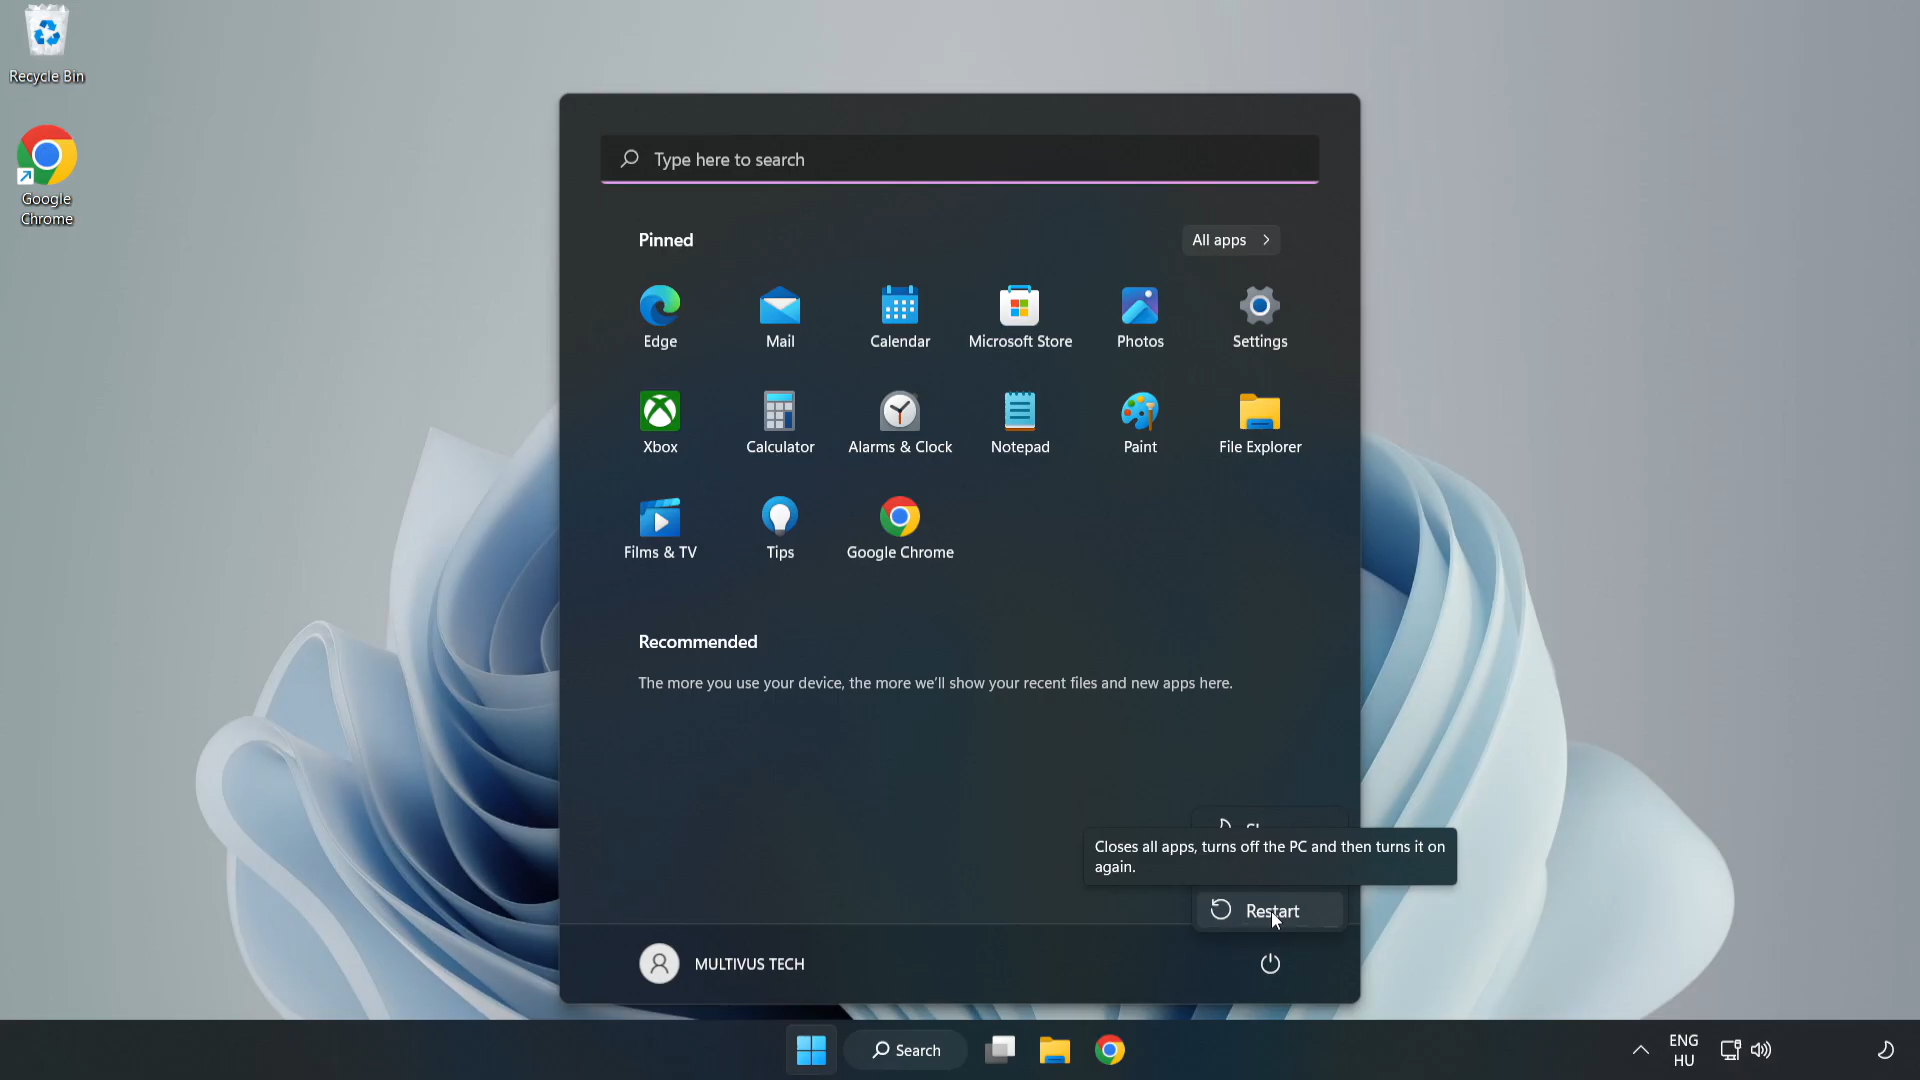 Recycle Bin
Google
Chrome
Type here to search
Pinned
All apps
Edge
Mail
Calendar
Microsoft Store
Photos
Settings
Xbox
Calculator
Alarms & Clock
Notepad
Paint
File Explorer
Films & TV
Tips
Google Chrome
Recommended
The more you use your device, the more we'll show your recent files and new apps here.
Closes all apps, turns off the PC and then turns it on
again.
Restart
MULTIVUS TECH
Search
ENG
HU